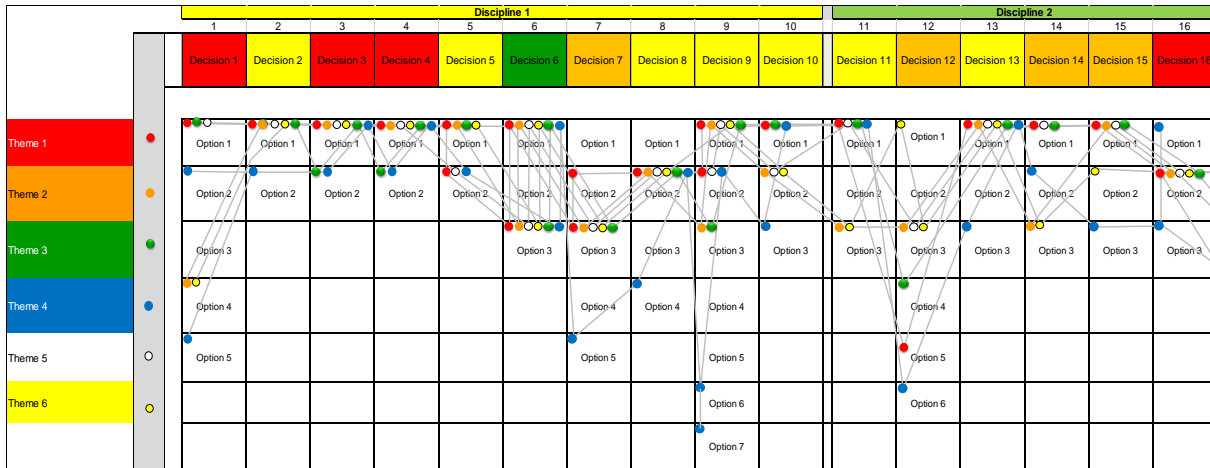 Discipline 1 Discipline 2
1 2 3 4 5 6 7 8 9 10 11 12 13 14 15 16
Decision 1 Decision 2 Decision 3 Decision 4 Decision 5 Decision 6 Decision 7 Decision 8 Decision 9 Decision 10 Decision 11 Decision 12 Decision 13 Decision 14 Decision 15 Decision 16
Theme 1 Option 1 Option 1 Option 1 Option 1 Option 1 Option 1 Option 1 Option 1 Option 1 Option 1 Option 1 Option 1 Option 1 Option 1 Option 1 Option 1
Theme 2 Option 2 Option 2 Option 2 Option 2 Option 2 Option 2 Option 2 Option 2 Option 2 Option 2 Option 2 Option 2 Option 2 Option 2 Option 2 Option 2
Theme 3 Option 3 Option 3 Option 3 Option 3 Option 3 Option 3 Option 3 Option 3 Option 3 Option 3 Option 3 Option 3
Theme 4 Option 4 Option 4 Option 4 Option 4 Option 4
Theme 5 Option 5 Option 5 Option 5 Option 5
Theme 6 Option 6 Option 6
Option 7